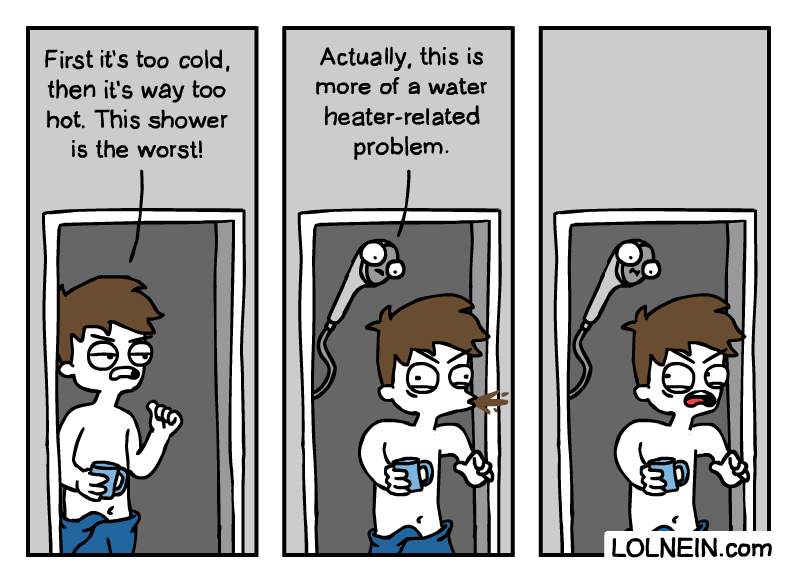 First it's too cold,
then it's way too
hot. This shower
is the worst!
Actually, this is
more of a water
heater-related
problem.
LOLNEIN.com